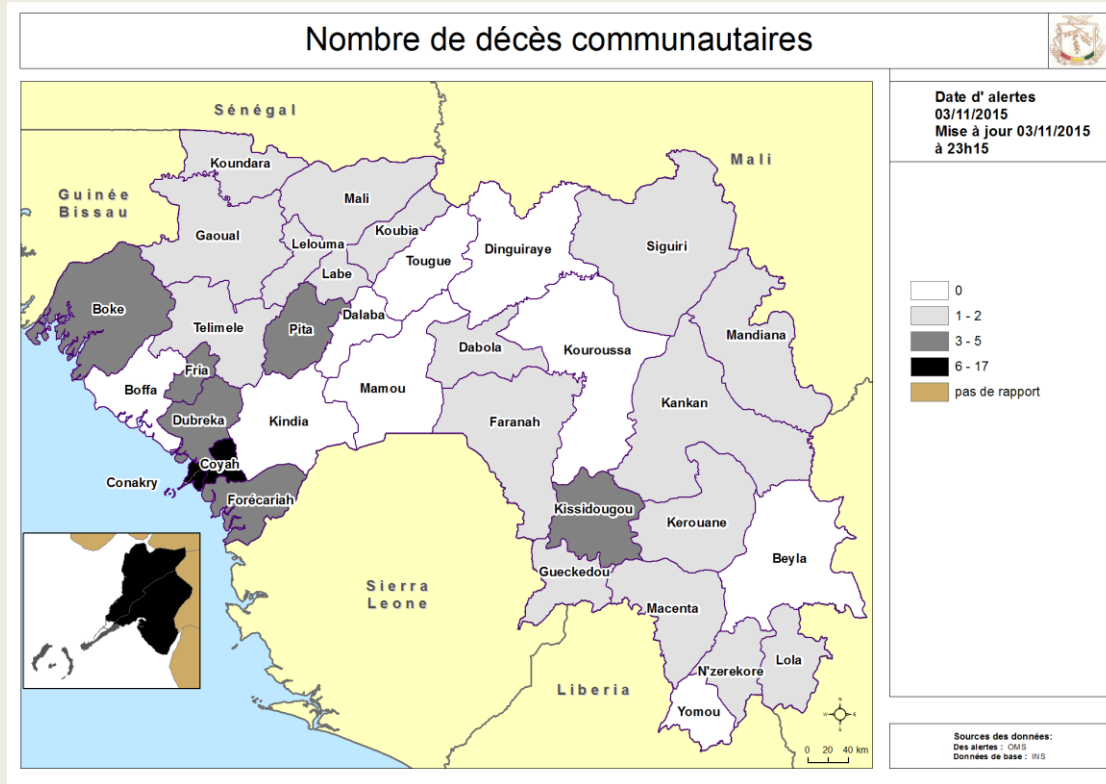 Nombre de décès communautaires
Date d' alertes
03/11/2015
Mise à jour 03/11/2015
à 23h15
0
1 - 2
3 - 5
6 - 17
pas de rapport
Sénégal
Mali
Guinée
Bissau
Koundara
Mali
Gaoual
Koubia
Lelouma
Tougue
Dinguiraye
Siguiri
Labe
Boke
Telimele
Pita
Dalaba
Mandiana
Dabola
Kouroussa
Fria
Boffa
Mamou
Kankan
Dubreka
Kindia
Faranah
Coyah
Conakry
Forécariah
Kissidougou
Kerouane
Beyla
Gueckedou
Sierra
Leone
Macenta
N'zerekore
Lola
Liberia
Yomou
N
W
E
S
0 20 40 km
Sources des données:
Des alertes : OMS
Données de base : INS